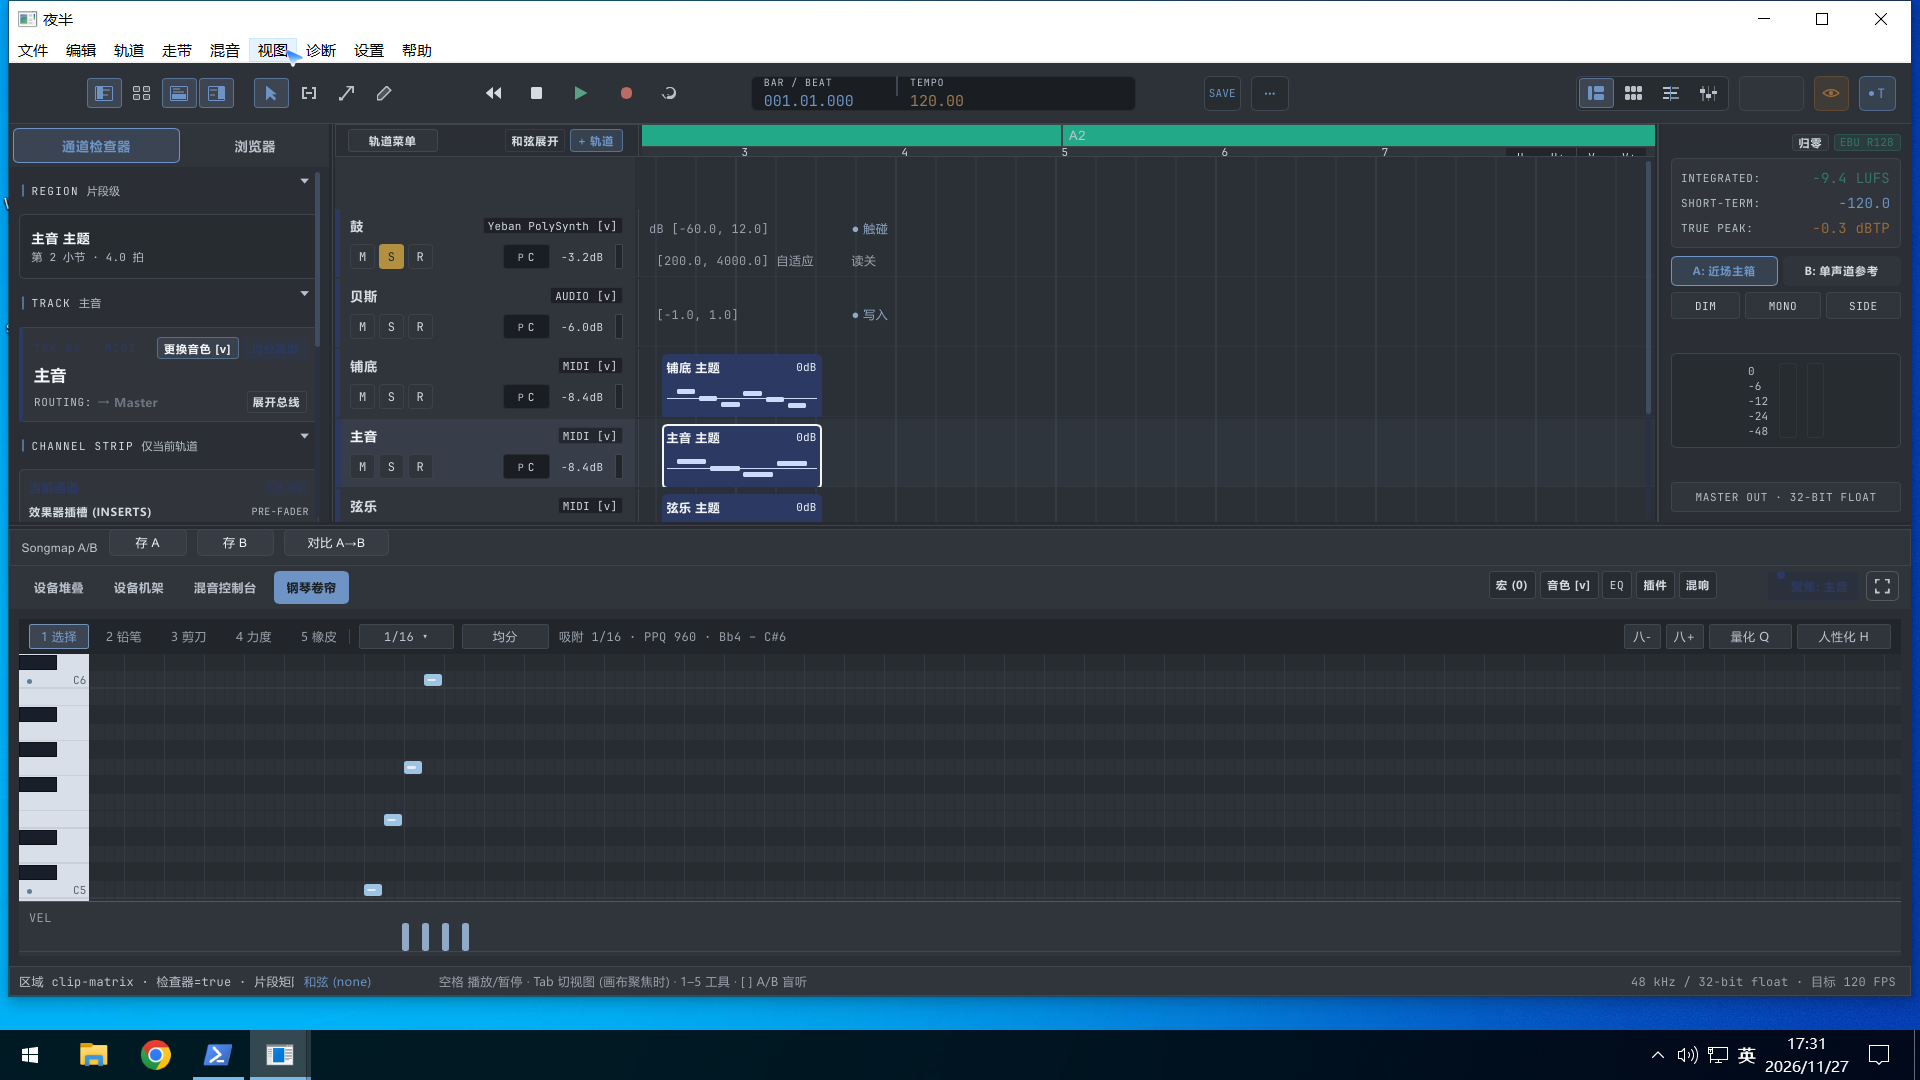 夜半
文件 编辑 轨道 走带 混音 视图 诊断 设置 帮助
BAR / BEAT
001.01.000
TEMPO
120.00
SAVE
...
T
通道检查器 浏览器
REGION 片段级
主音 主题
第 2 小节 · 4.0 拍
TRACK 主音
更换音色 [v]
主音
ROUTING: → Master
展开总线
CHANNEL STRIP 仅当前轨道
效果器插槽 (INSERTS) PRE-FADER
轨道菜单 和弦展开 + 轨道
A2
3 4 5 6 7
鼓 Yeban PolySynth [v]
M S R P C -3.2dB
贝斯 AUDIO [v]
M S R P C -6.0dB
铺底 MIDI [v]
M S R P C -8.4dB
主音 MIDI [v]
M S R P C -8.4dB
弦乐 MIDI [v]
dB [-60.0, 12.0] ● 触碰
[200.0, 4000.0] 自适应 读关
[-1.0, 1.0] ● 写入
铺底 主题 0dB
主音 主题 0dB
弦乐 主题 0dB
归零 EBU R128
INTEGRATED: -9.4 LUFS
SHORT-TERM: -120.0
TRUE PEAK: -0.3 dBTP
A: 近场主箱 B: 单声道参考
DIM MONO SIDE
0
-6
-12
-24
-48
MASTER OUT · 32-BIT FLOAT
Songmap A/B 存 A 存 B 对比 A→B
设备堆叠 设备机架 混音控制台 钢琴卷帘
宏 (0) 音色 [v] EQ 插件 混响 聚焦: 主音
1 选择 2 铅笔 3 剪刀 4 力度 5 橡皮 1/16 均分 吸附 1/16 · PPQ 960 · Bb4 – C#6
八- 八+ 量化 Q 人性化 H
C6
C5
VEL
区域 clip-matrix · 检查器=true · 片段矩 和弦 (none) 空格 播放/暂停 · Tab 切视图 (画布聚焦时) · 1–5 工具 · [ ] A/B 盲听
48 kHz / 32-bit float · 目标 120 FPS
英
17:31
2026/11/27